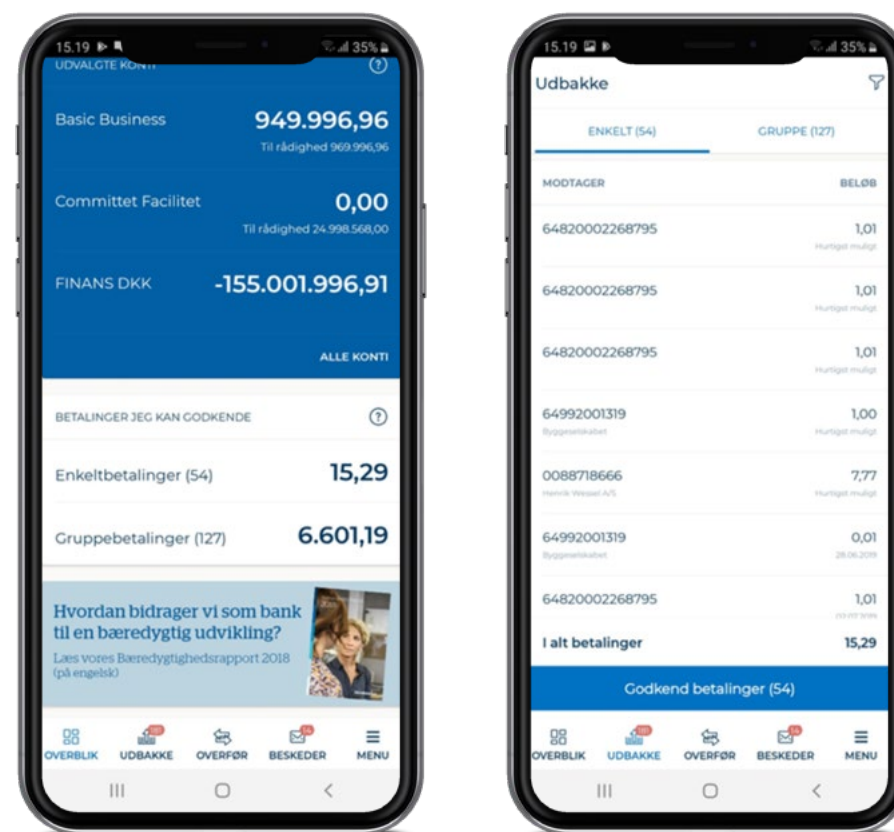 15.19
35%
UDVALGTE KONTI
Basic Business
949.996,96
Til rådighed 969.996,96
Committet Facilitet
0,00
Til rådighed 24.998.568,00
FINANS DKK
-155.001.996,91
ALLE KONTI
BETALINGER JEG KAN GODKENDE
Enkeltbetalinger (54)
15,29
Gruppebetalinger (127)
6.601,19
Hvordan bidrager vi som bank
til en bæredygtig udvikling?
Læs vores Bæredygtighedsrapport 2018
(på engelsk)
OVERBLIK UDBAKKE OVERFØR BESKEDER MENU
15.19
35%
Udbakke
ENKELT (54) GRUPPE (127)
MODTAGER BELØB
64820002268795 1,01
Hurtigst muligt
64820002268795 1,01
Hurtigst muligt
64820002268795 1,01
Hurtigst muligt
64992001319 1,00
Byggeselskabet Hurtigst muligt
0088718666 7,77
Henrik Wessel A/S Hurtigst muligt
64992001319 0,01
Byggeselskabet 28.06.2019
64820002268795 1,01
I alt betalinger 15,29
Godkend betalinger (54)
OVERBLIK UDBAKKE OVERFØR BESKEDER MENU